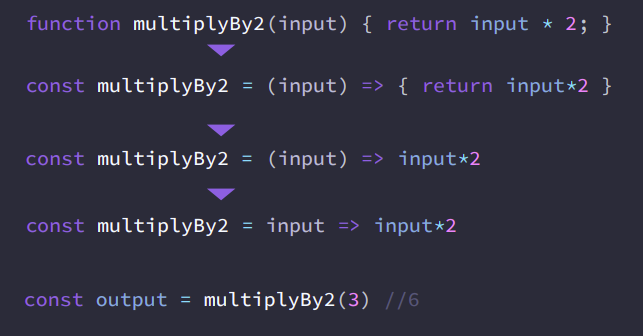 function multiplyBy2(input) { return input * 2; }
const multiplyBy2 = (input) => { return input*2 }
const multiplyBy2 = (input) => input*2
const multiplyBy2 = input => input*2
const output = multiplyBy2(3) //6